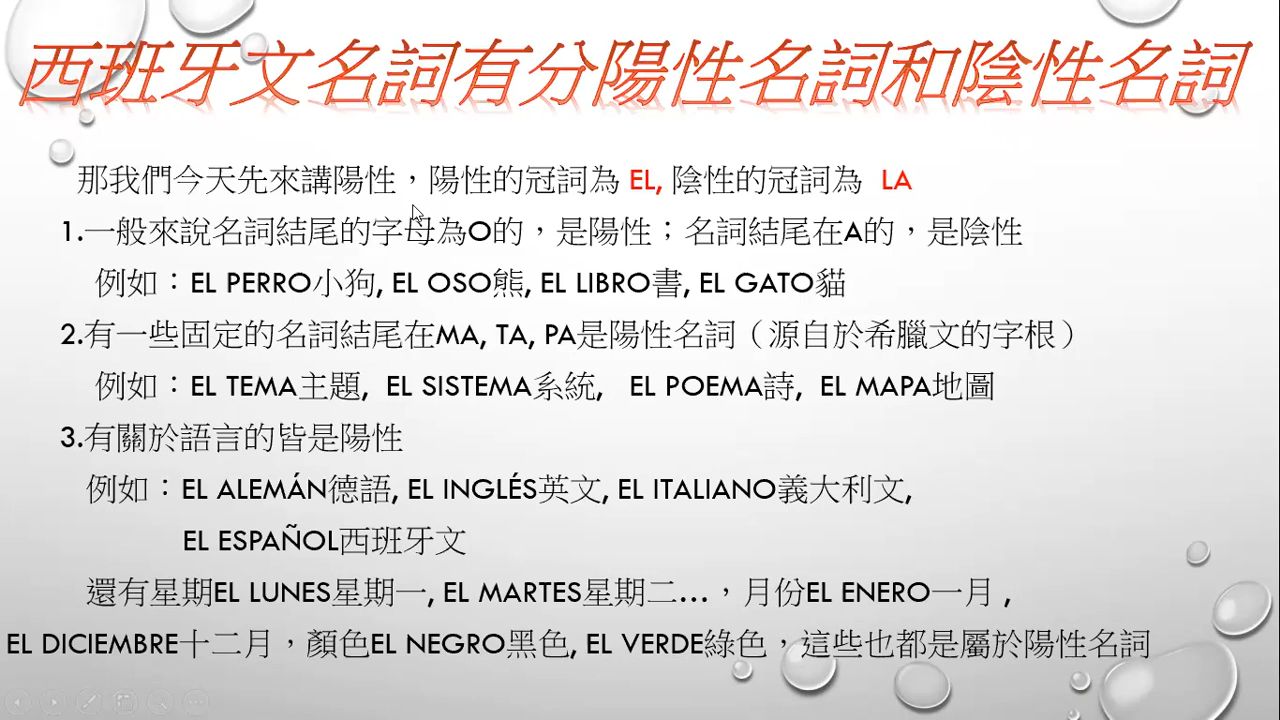 西班牙文名詞有分陽性名詞和陰性名詞
那我們今天先來講陽性，陽性的冠詞為 EL, 陰性的冠詞為 LA
1.一般來說名詞結尾的字母為O的，是陽性；名詞結尾在A的，是陰性
例如：EL PERRO小狗, EL OSO熊, EL LIBRO書, EL GATO貓
2.有一些固定的名詞結尾在MA, TA, PA是陽性名詞（源自於希臘文的字根）
例如：EL TEMA主題, EL SISTEMA系統, EL POEMA詩, EL MAPA地圖
3.有關於語言的皆是陽性
例如：EL ALEMÁN德語, EL INGLÉS英文, EL ITALIANO義大利文,
EL ESPAÑOL西班牙文
還有星期EL LUNES星期一, EL MARTES星期二…，月份EL ENERO一月 ,
EL DICIEMBRE十二月，顏色EL NEGRO黑色, EL VERDE綠色，這些也都是屬於陽性名詞